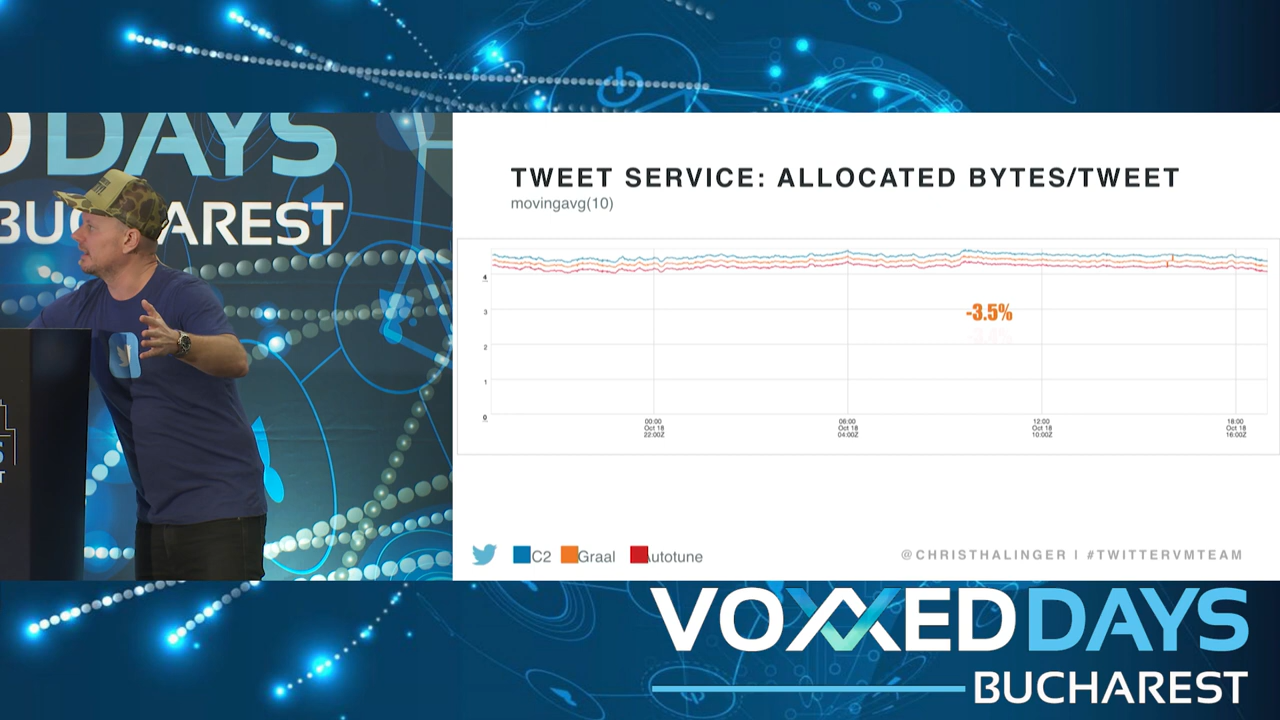 DAYS
BUCHAREST
TWEET SERVICE: ALLOCATED BYTES/TWEET
movingavg(10)
4
3
2
1
0
-3.5%
00:00
Oct 18
22:00Z
06:00
Oct 18
04:00Z
12:00
Oct 18
10:00Z
18:00
Oct 18
16:00Z
C2
Graal
Autotune
@CHRISTHALINGER | #TWITTERVMTEAM
VOXXED DAYS
BUCHAREST